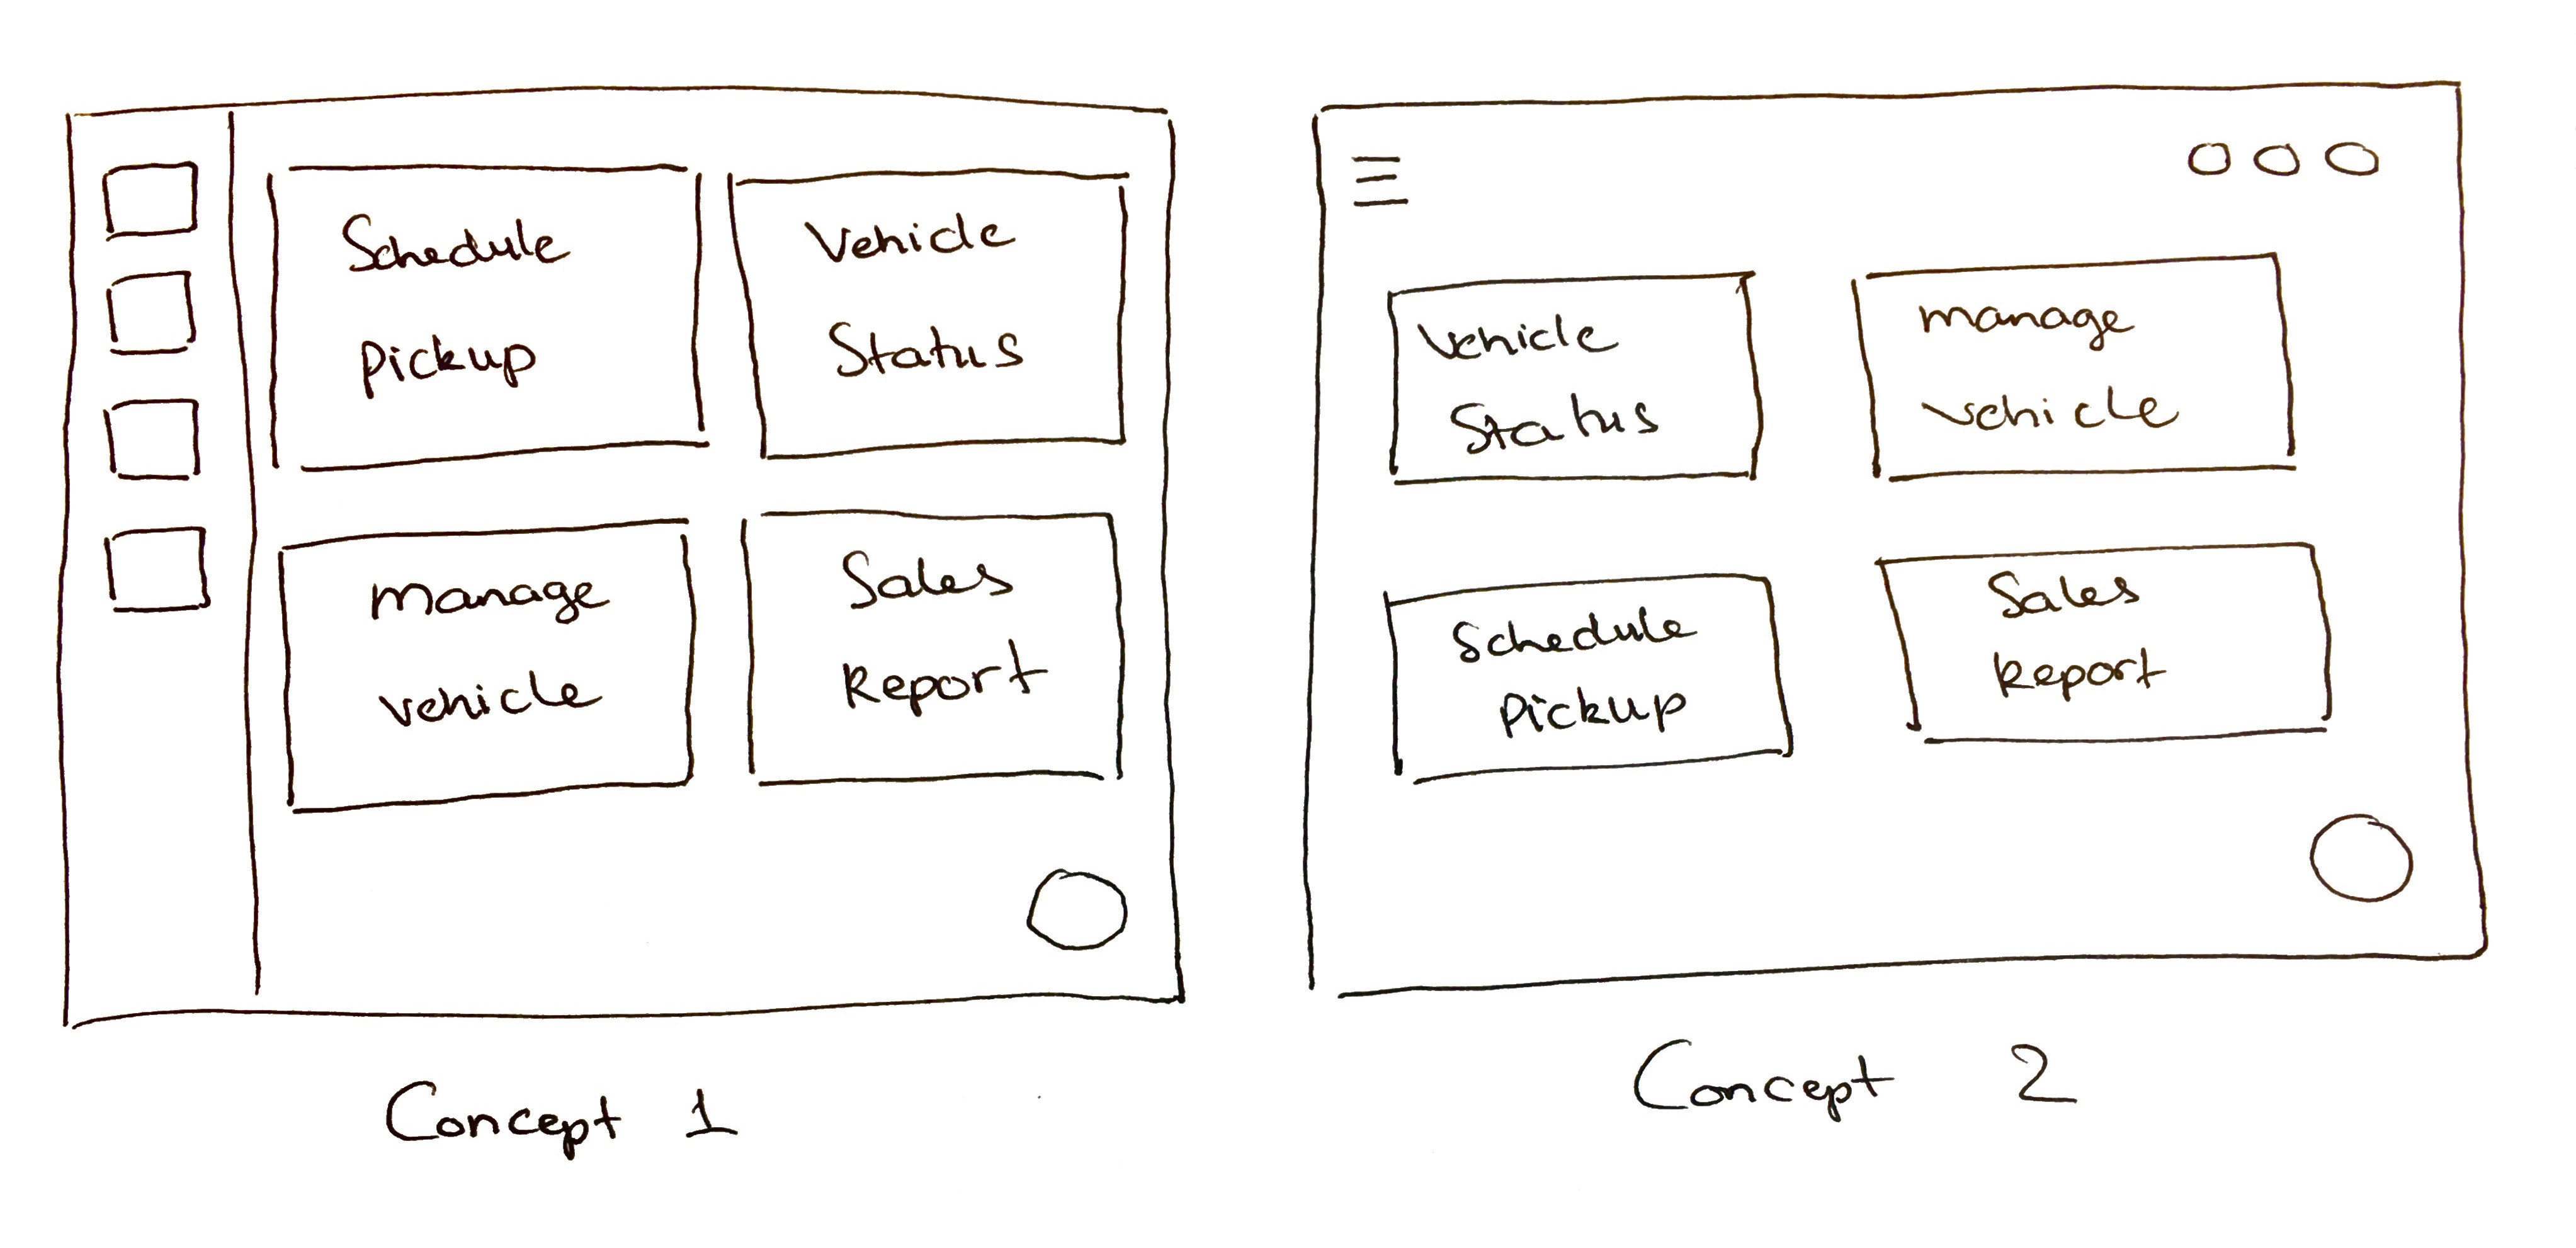 Schedule
Pickup
Vehicle
Status
manage
vehicle
Sales
Report
Concept 1
Vehicle
Status
manage
vehicle
Schedule
Pickup
Sales
Report
Concept 2